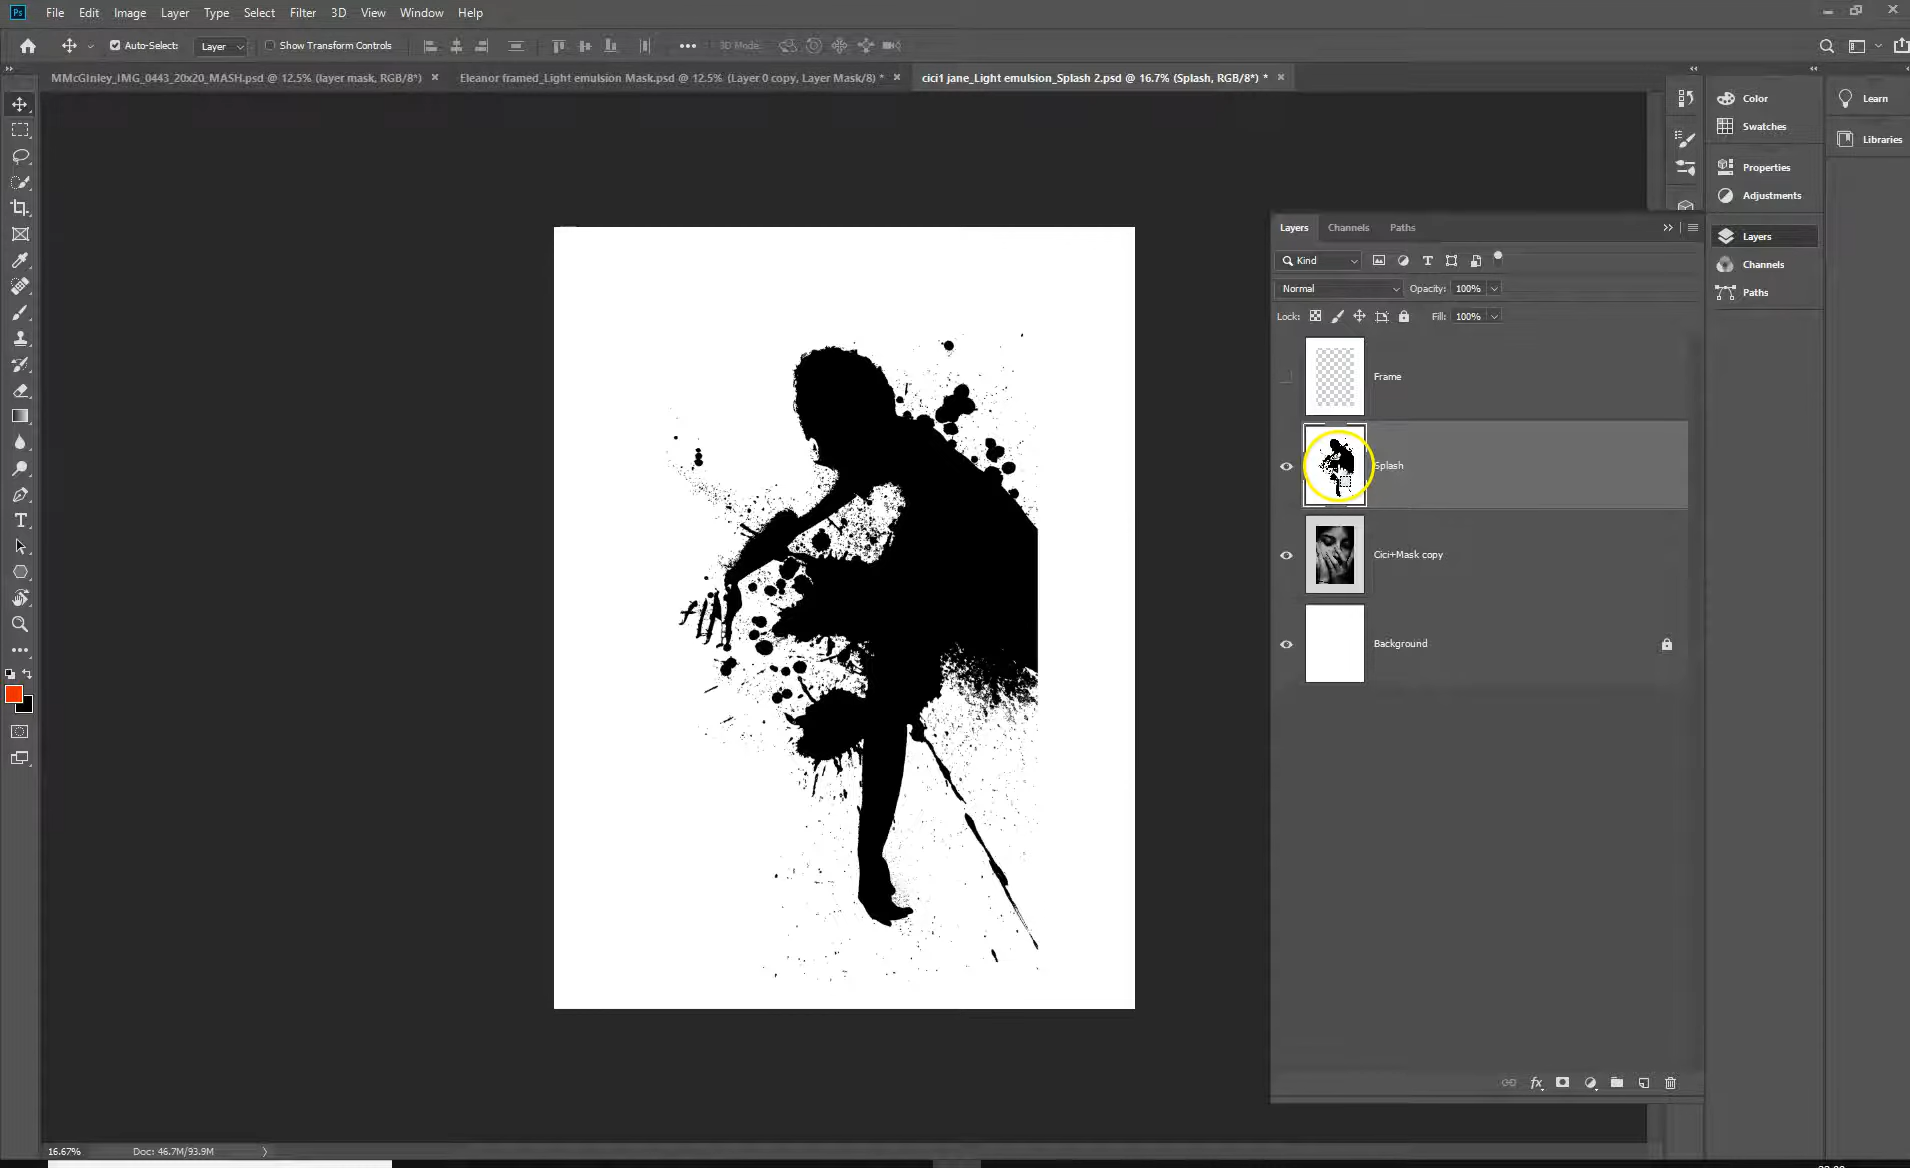 Ps File Edit Image Layer Type Select Filter 3D View Window Help
Auto-Select: Layer Show Transform Controls 3D Mode:
MMcGInley_IMG_0443_20x20_MASH.psd @ 12.5% (layer mask, RGB/8*) Eleanor framed_Light emulsion Mask.psd @ 12.5% (Layer 0 copy, Layer Mask/8) * cici1 jane_Light emulsion_Splash 2.psd @ 16.7% (Splash, RGB/8*) *
Color Learn
Swatches
Libraries
Properties
Adjustments
Layers Channels Paths
Layers
Kind
Channels
Normal Opacity: 100%
Paths
Lock: Fill: 100%
Frame
Splash
Cici+Mask copy
Background
fx
16.67% Doc: 46.7M/93.9M